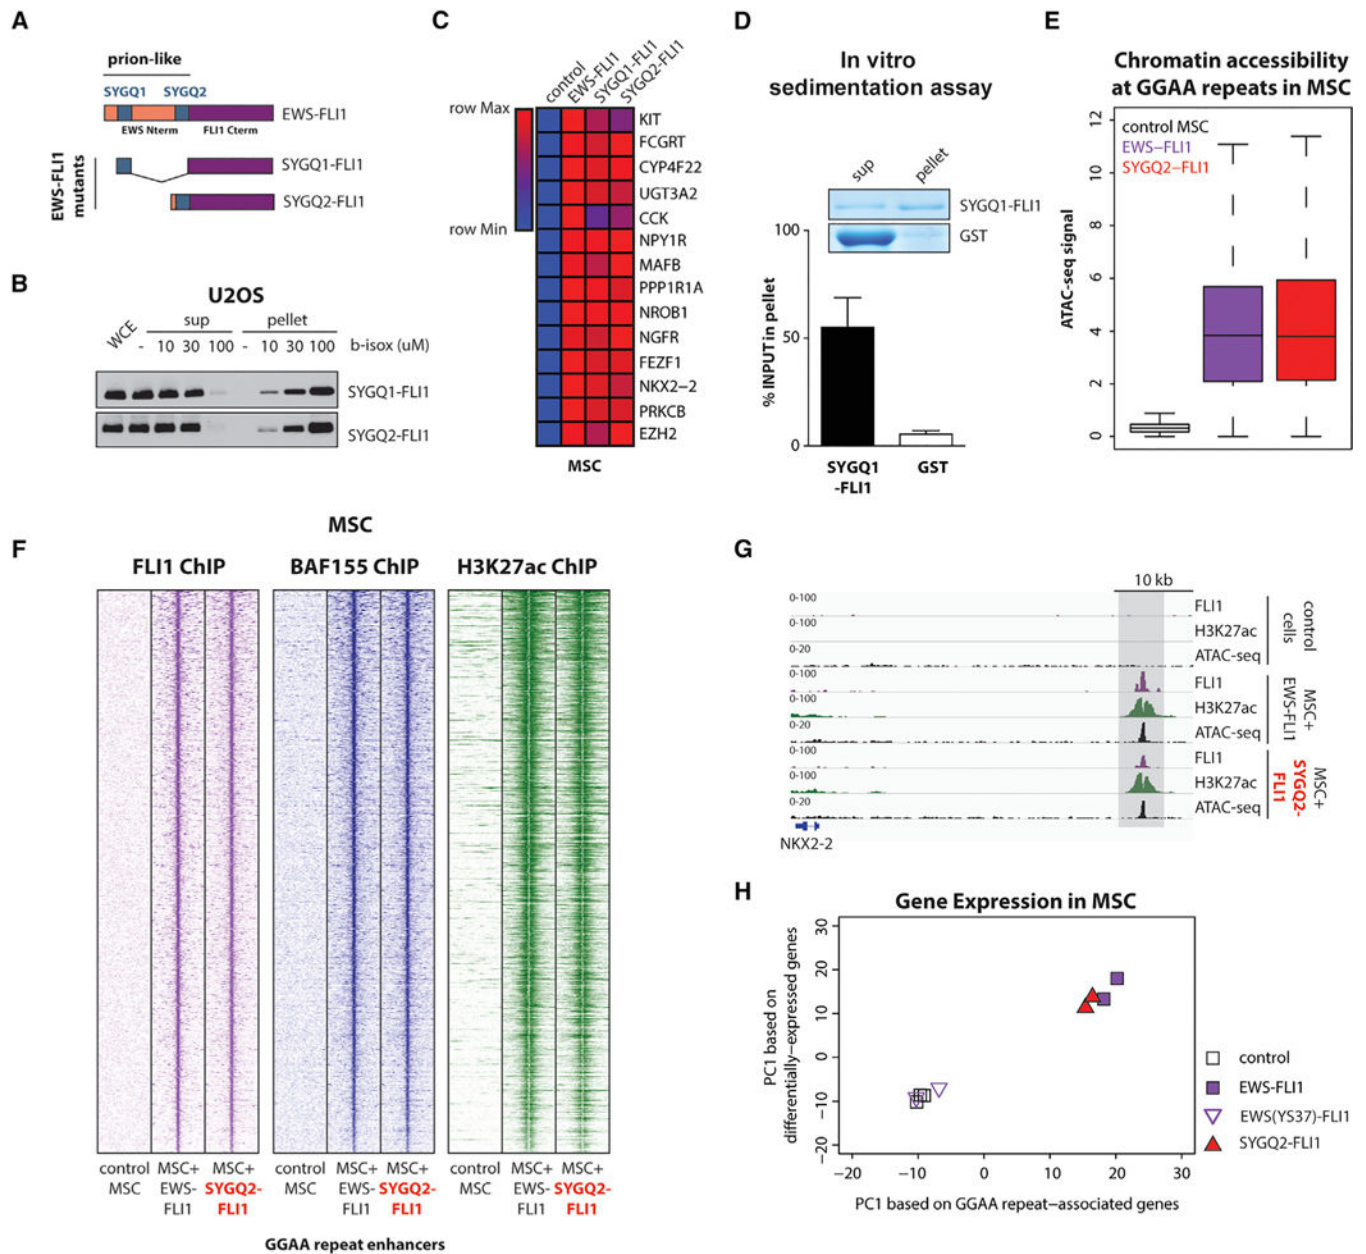 A
prion-like
SYGQ1 SYGQ2
EWS-FLI1
EWS Nterm FLI1 Cterm
EWS-FLI1
mutants
SYGQ1-FLI1
SYGQ2-FLI1
B
U2OS
WCE
sup pellet
- 10 30 100 - 10 30 100 b-isox (uM)
SYGQ1-FLI1
SYGQ2-FLI1
C
control
EWS-FLI1
SYGQ1-FLI1
SYGQ2-FLI1
row Max
row Min
KIT
FCGRT
CYP4F22
UGT3A2
CCK
NPY1R
MAFB
PPP1R1A
NROB1
NGFR
FEZF1
NKX2-2
PRKCB
EZH2
MSC
D
In vitro
sedimentation assay
sup pellet
SYGQ1-FLI1
GST
% INPUT in pellet
100
50
0
SYGQ1
-FLI1
GST
E
Chromatin accessibility
at GGAA repeats in MSC
control MSC
EWS-FLI1
SYGQ2-FLI1
ATAC-seq signal
12
10
8
6
4
2
0
F
MSC
FLI1 ChIP BAF155 ChIP H3K27ac ChIP
control MSC+ MSC+ control MSC+ MSC+ control MSC+ MSC+
MSC EWS- SYGQ2- MSC EWS- SYGQ2- MSC EWS- SYGQ2-
FLI1 FLI1 FLI1 FLI1 FLI1 FLI1
GGAA repeat enhancers
G
10 kb
0-100 FLI1
0-100 H3K27ac
0-20 ATAC-seq
control
cells
0-100 FLI1
0-100 H3K27ac
0-20 ATAC-seq
MSC+
EWS-FLI1
0-100 FLI1
0-100 H3K27ac
0-20 ATAC-seq
MSC+
SYGQ2-
FLI1
NKX2-2
H
Gene Expression in MSC
PC1 based on
differentially-expressed genes
30
20
10
0
-10
-20
-20 -10 0 10 20 30
PC1 based on GGAA repeat-associated genes
control
EWS-FLI1
EWS(YS37)-FLI1
SYGQ2-FLI1